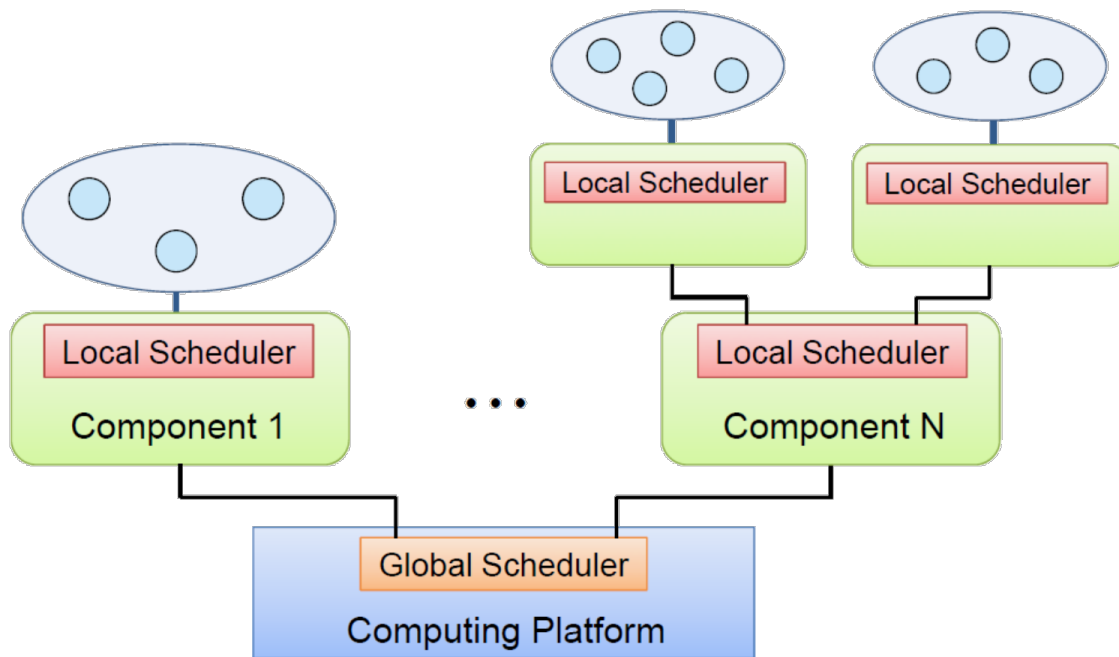 Local Scheduler
Local Scheduler
Local Scheduler
Component 1
...
Local Scheduler
Component N
Global Scheduler
Computing Platform